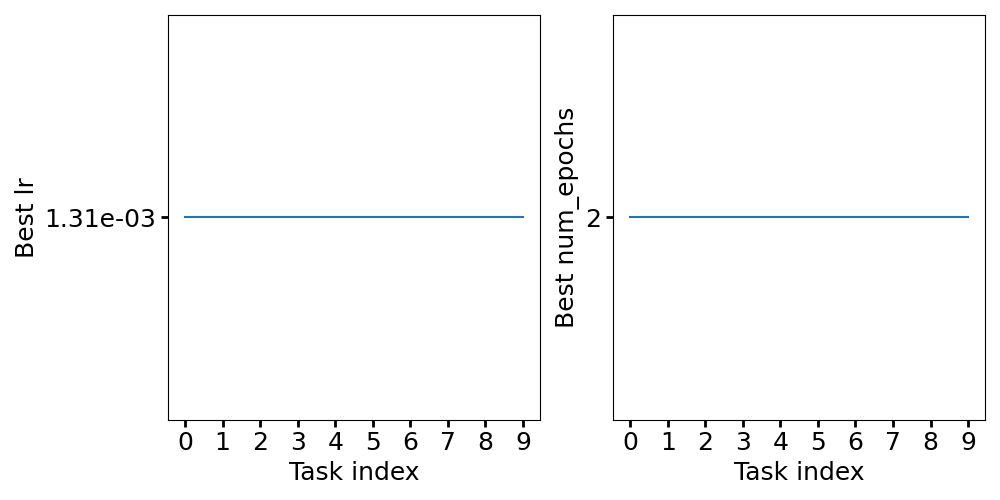 Best lr
1.31e-03
0 1 2 3 4 5 6 7 8 9
Task index
Best num_epochs
2
0 1 2 3 4 5 6 7 8 9
Task index